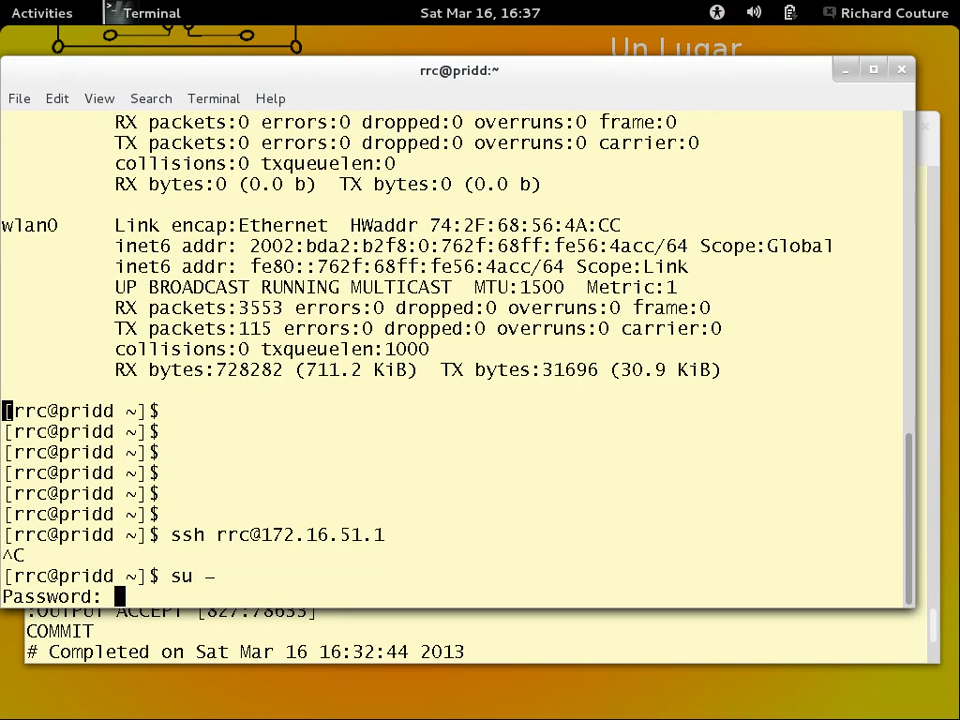 Activities Terminal Sat Mar 16, 16:37 Richard Couture
Un Lugar
rrc@pridd:~
File Edit View Search Terminal Help
RX packets:0 errors:0 dropped:0 overruns:0 frame:0
TX packets:0 errors:0 dropped:0 overruns:0 carrier:0
collisions:0 txqueuelen:0
RX bytes:0 (0.0 b)  TX bytes:0 (0.0 b)
wlan0     Link encap:Ethernet  HWaddr 74:2F:68:56:4A:CC
inet6 addr: 2002:bda2:b2f8:0:762f:68ff:fe56:4acc/64 Scope:Global
inet6 addr: fe80::762f:68ff:fe56:4acc/64 Scope:Link
UP BROADCAST RUNNING MULTICAST  MTU:1500  Metric:1
RX packets:3553 errors:0 dropped:0 overruns:0 frame:0
TX packets:115 errors:0 dropped:0 overruns:0 carrier:0
collisions:0 txqueuelen:1000
RX bytes:728282 (711.2 KiB)  TX bytes:31696 (30.9 KiB)
[rrc@pridd ~]$
[rrc@pridd ~]$
[rrc@pridd ~]$
[rrc@pridd ~]$
[rrc@pridd ~]$
[rrc@pridd ~]$
[rrc@pridd ~]$ ssh rrc@172.16.51.1
^C
[rrc@pridd ~]$ su -
Password:
:OUTPUT ACCEPT [827:78633]
COMMIT
# Completed on Sat Mar 16 16:32:44 2013